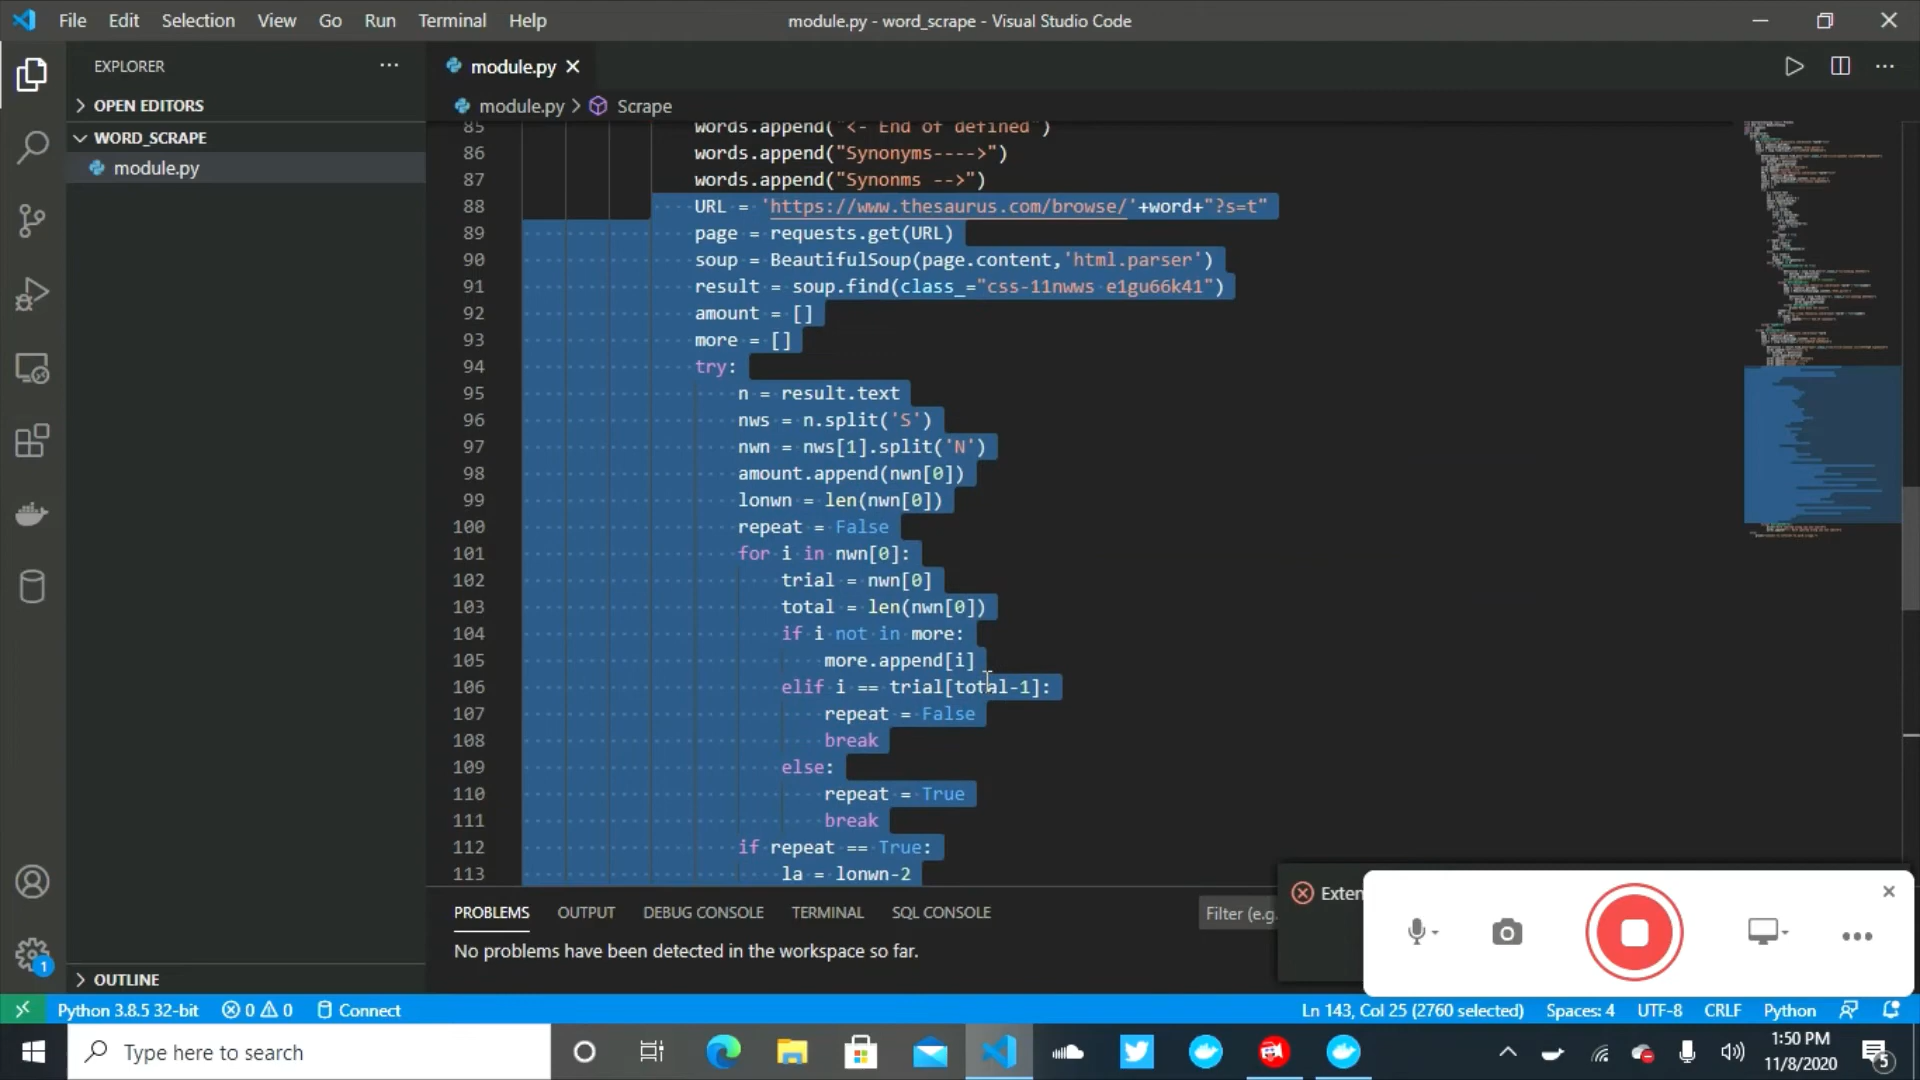 File Edit Selection View Go Run Terminal Help
module.py - word_scrape - Visual Studio Code
EXPLORER
module.py
OPEN EDITORS
module.py > Scrape
WORD_SCRAPE
module.py
85 words.append("<- End of defined")
86 words.append("Synonyms---->")
87 words.append("Synonms -->")
88 URL = 'https://www.thesaurus.com/browse/'+word+"?s=t"
89 page = requests.get(URL)
90 soup = BeautifulSoup(page.content,'html.parser')
91 result = soup.find(class_="css-11nwws e1gu66k41")
92 amount = []
93 more = []
94 try:
95 n = result.text
96 nws = n.split('S')
97 nwn = nws[1].split('N')
98 amount.append(nwn[0])
99 lonwn = len(nwn[0])
100 repeat = False
101 for i in nwn[0]:
102 trial = nwn[0]
103 total = len(nwn[0])
104 if i not in more:
105 more.append[i]
106 elif i == trial[total-1]:
107 repeat = False
108 break
109 else:
110 repeat = True
111 break
112 if repeat == True:
113 la = lonwn-2
PROBLEMS OUTPUT DEBUG CONSOLE TERMINAL SQL CONSOLE
Filter (e.g.
Exten
No problems have been detected in the workspace so far.
OUTLINE
1
Python 3.8.5 32-bit 0 0 Connect
Ln 143, Col 25 (2760 selected) Spaces: 4 UTF-8 CRLF Python
Type here to search
1:50 PM
11/8/2020
5